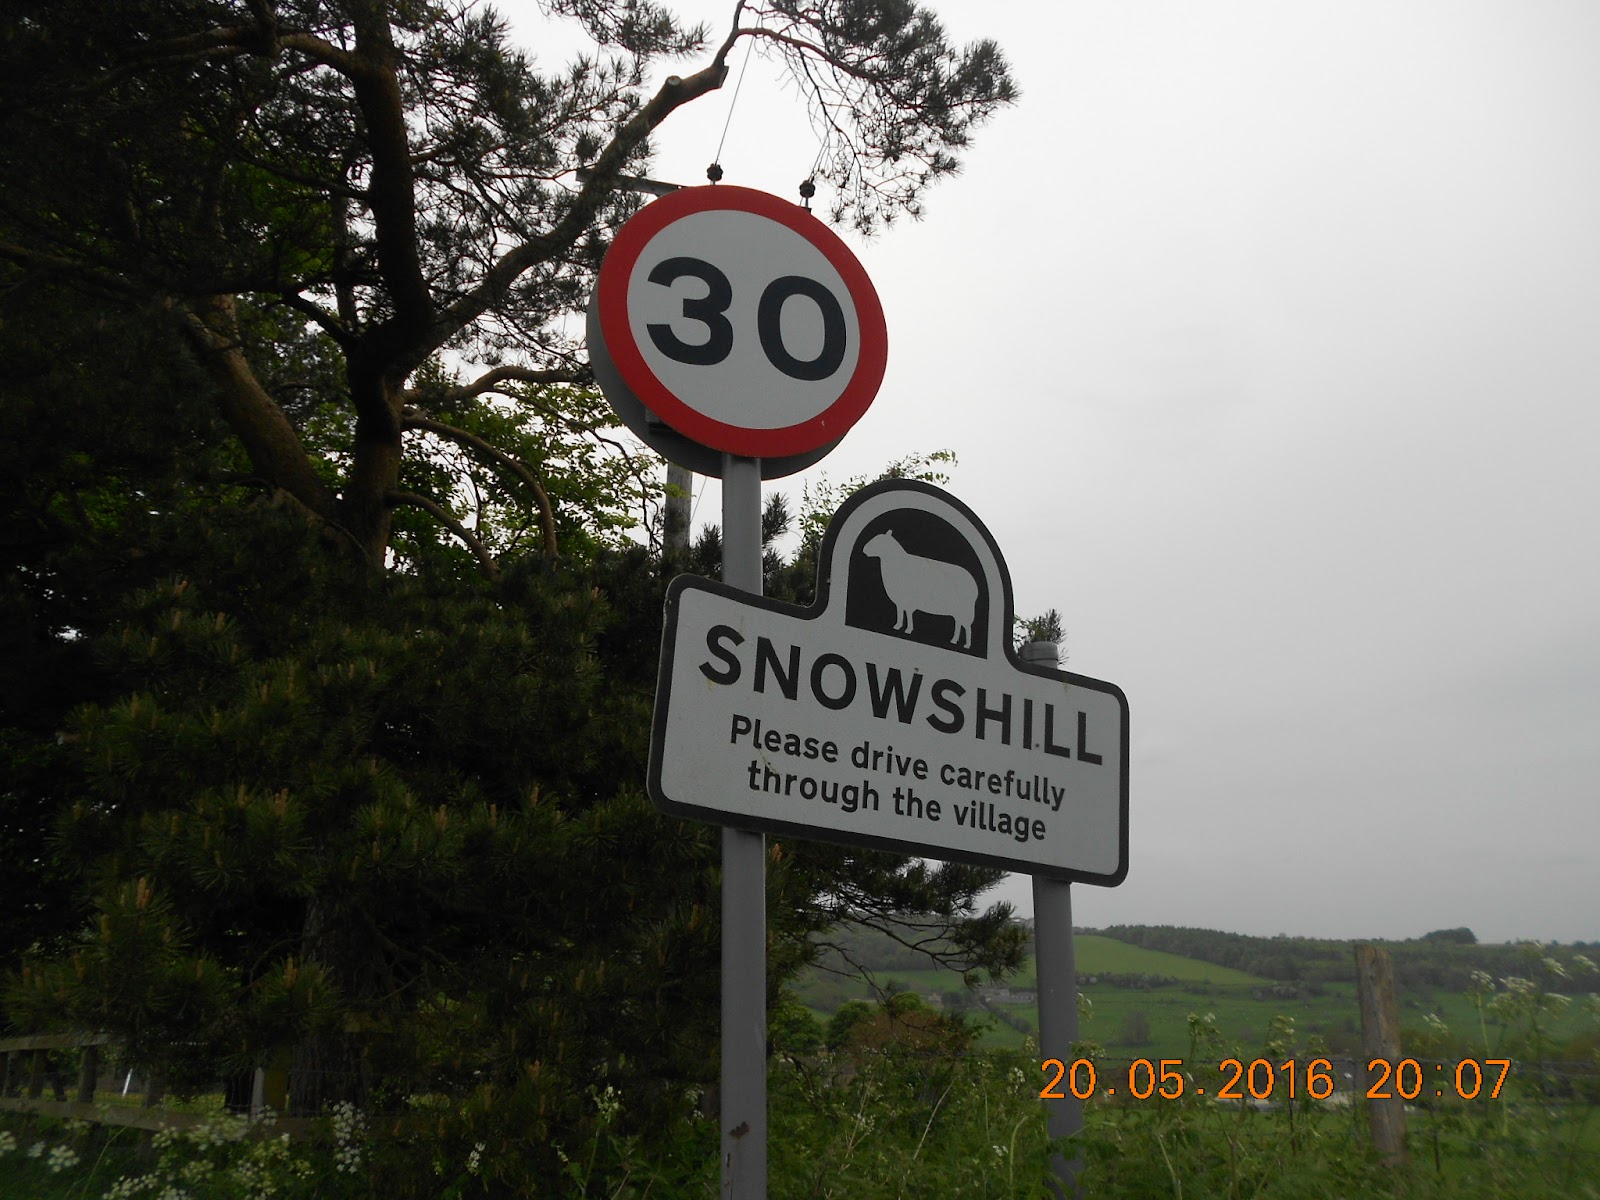 30
SNOWSHILL
Please drive carefully
through the village
20.05.2016 20:07